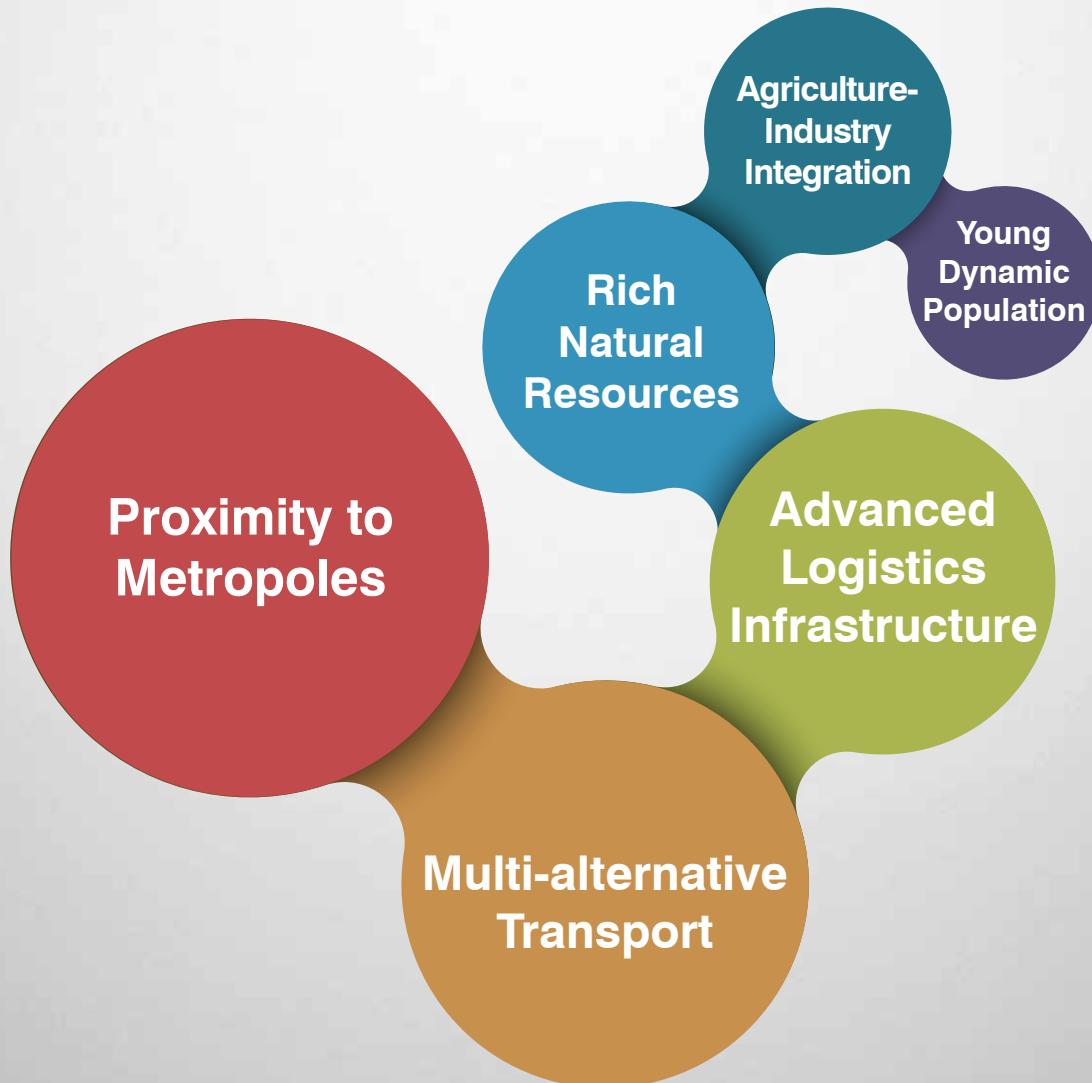 Agriculture-
Industry
Integration
Young
Dynamic
Population
Rich
Natural
Resources
Proximity to
Metropoles
Advanced
Logistics
Infrastructure
Multi-alternative
Transport